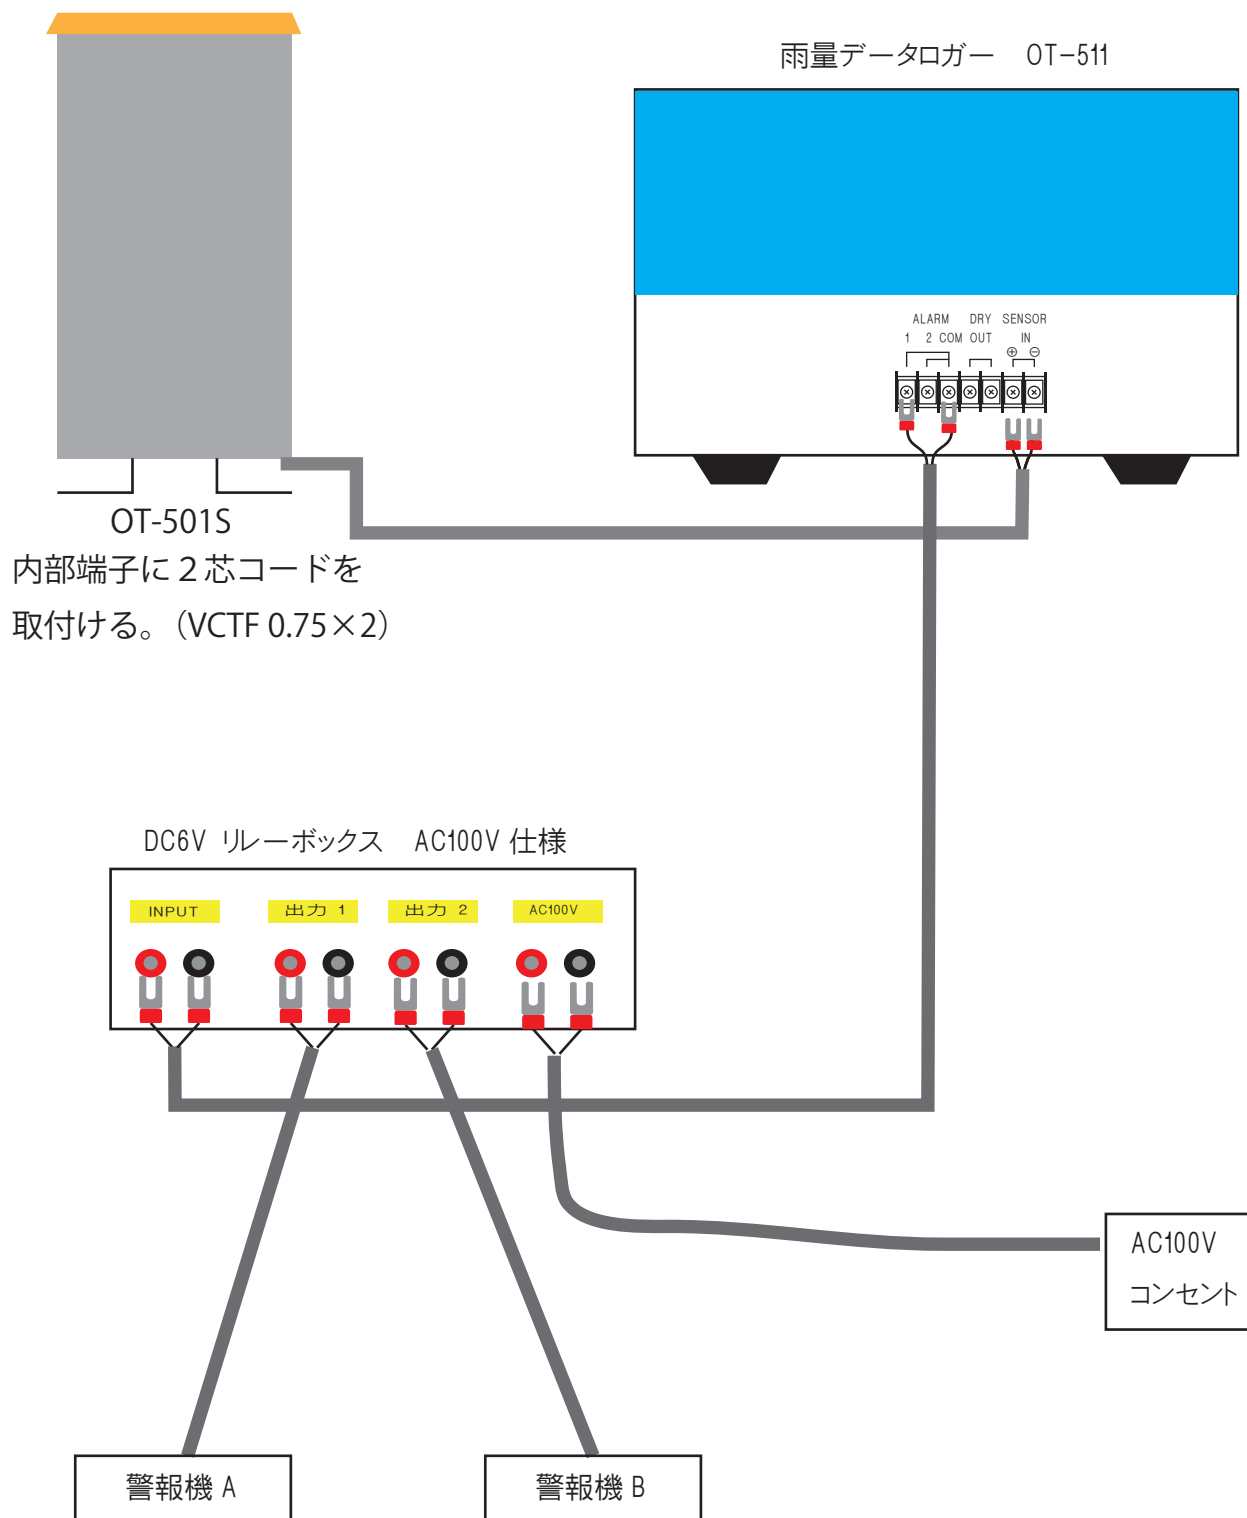 雨量データロガー　OT-511
ALARM DRY SENSOR
1 2 COM OUT IN
⊕ ⊖
OT-501S
内部端子に２芯コードを
取付ける。（VCTF 0.75×2）
DC6V リレーボックス　AC100V 仕様
INPUT 出力 1 出力 2 AC100V
AC100V
コンセント
警報機 A 警報機 B